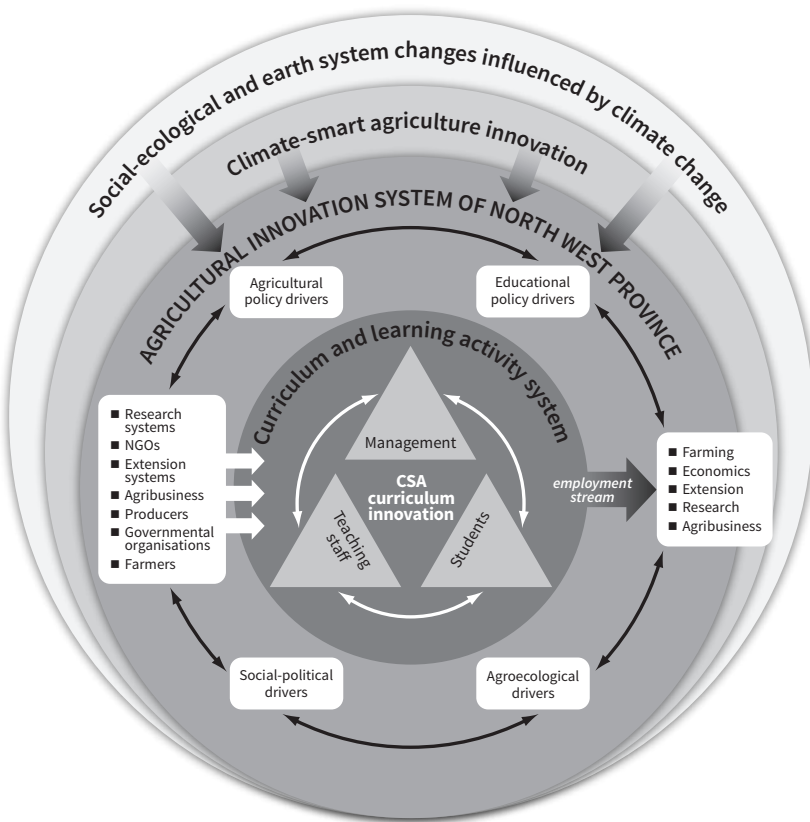 Social-ecological and earth system changes influenced by climate change
Climate-smart agriculture innovation
AGRICULTURAL INNOVATION SYSTEM OF NORTH WEST PROVINCE
Agricultural
policy drivers
Educational
policy drivers
Curriculum and learning activity system
■ Research
systems
■ NGOs
■ Extension
systems
■ Agribusiness
■ Producers
■ Governmental
organisations
■ Farmers
Management
CSA
curriculum
innovation
Teaching
staff
Students
employment
stream
■ Farming
■ Economics
■ Extension
■ Research
■ Agribusiness
Social-political
drivers
Agroecological
drivers